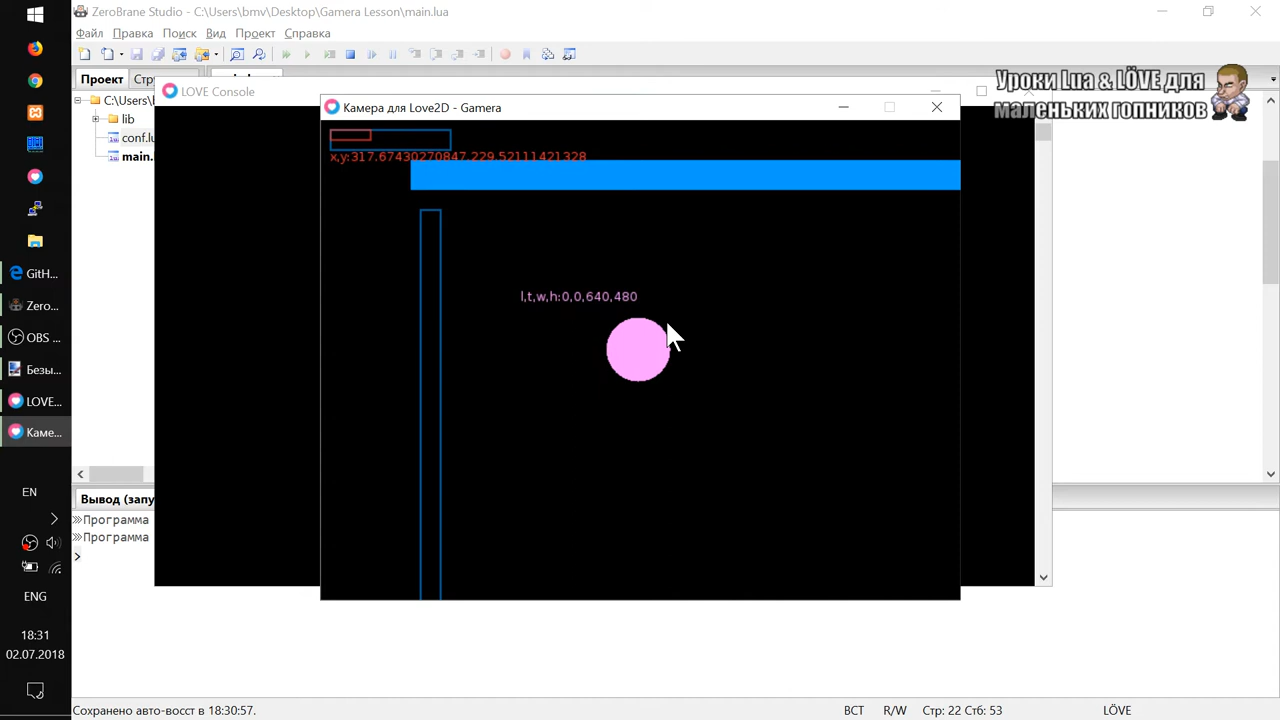 ZeroBrane Studio - C:\Users\bmv\Desktop\Gamera Lesson\main.lua
Файл Правка Поиск Вид Проект Справка
Уроки Lua & LÖVE для
маленьких гопников
Проект
LOVE Console
Камера для Love2D - Gamera
C:\Users\
lib
conf.lu
main.
x,y:317.67430270847,229.52111421328
l,t,w,h:0,0,640,480
GitH...
Zero...
OBS ...
Безы...
LOVE...
Каме...
EN
ENG
18:31
02.07.2018
Вывод (запу
Программа
Программа
Сохранено авто-восст в 18:30:57.
ВСТ
R/W
Стр: 22 Стб: 53
LÖVE